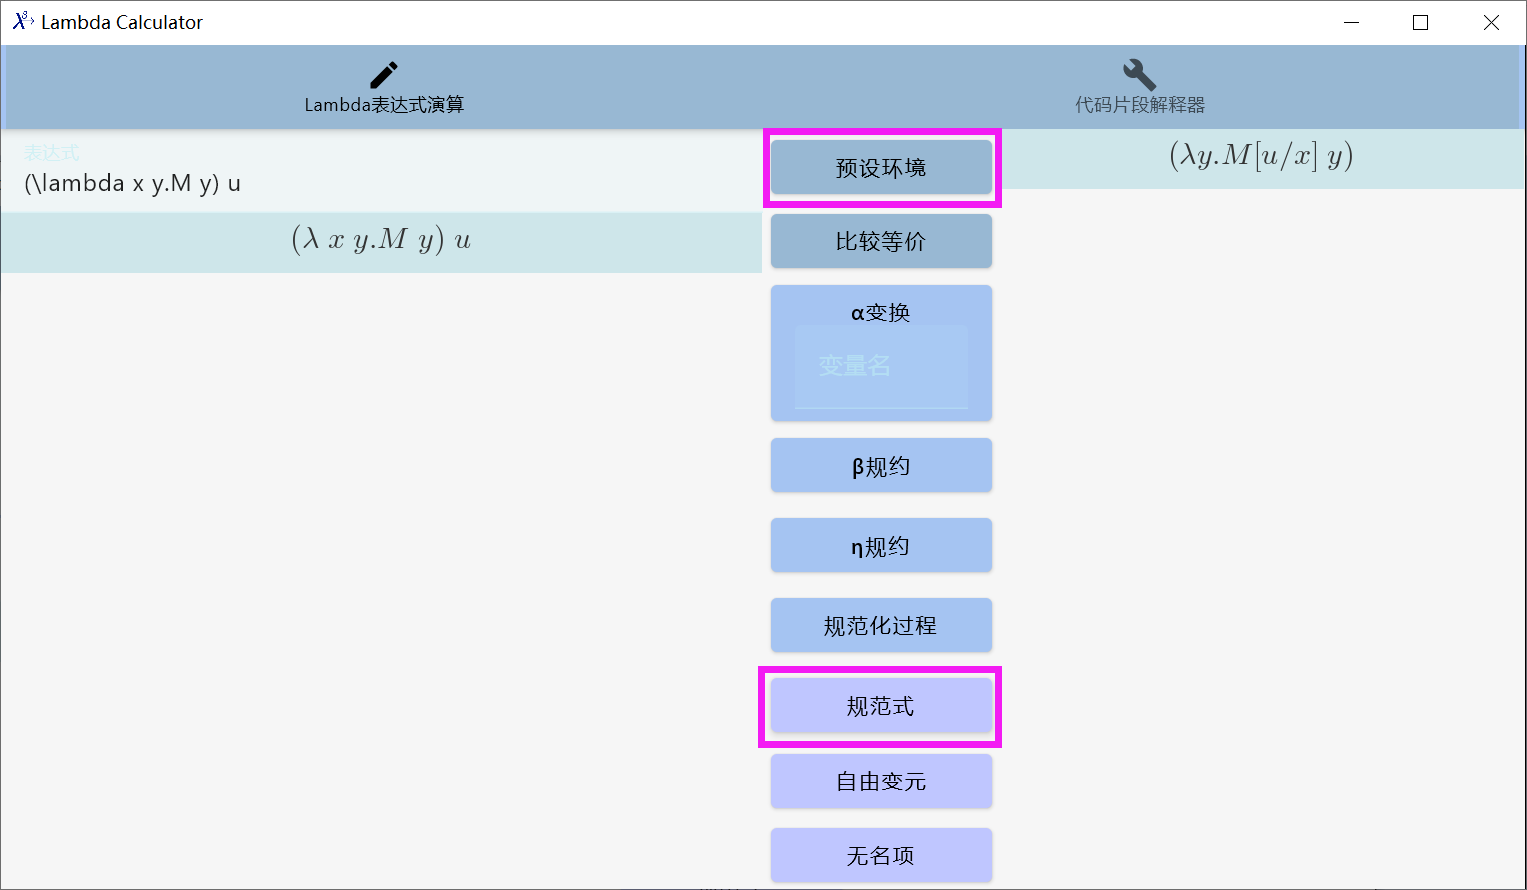 Lambda Calculator
Lambda表达式演算
代码片段解释器
表达式
(\lambda x y.M y) u
(λ x y.M y) u
预设环境
比较等价
α变换
变量名
β规约
η规约
规范化过程
规范式
自由变元
无名项
(λy.M[u/x] y)